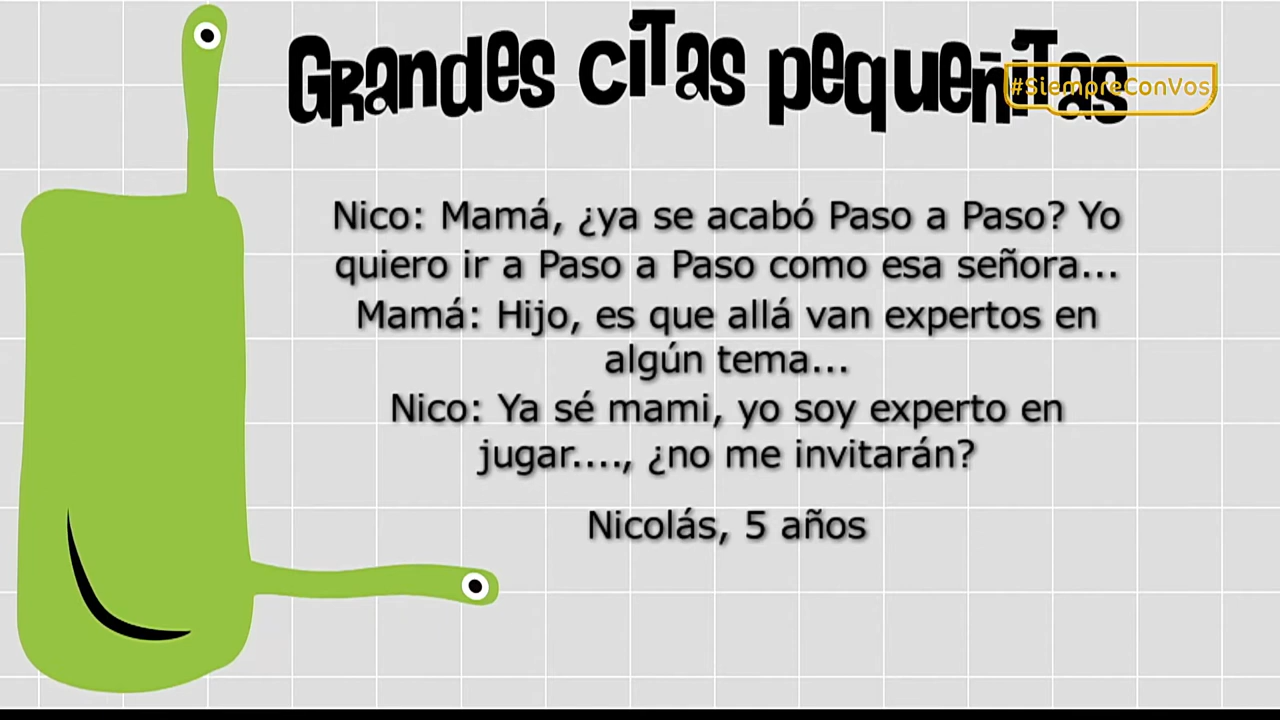 Grandes citas pequeñitas
#SiempreConVos
Nico: Mamá, ¿ya se acabó Paso a Paso? Yo
quiero ir a Paso a Paso como esa señora...
Mamá: Hijo, es que allá van expertos en
algún tema...
Nico: Ya sé mami, yo soy experto en
jugar...., ¿no me invitarán?
Nicolás, 5 años